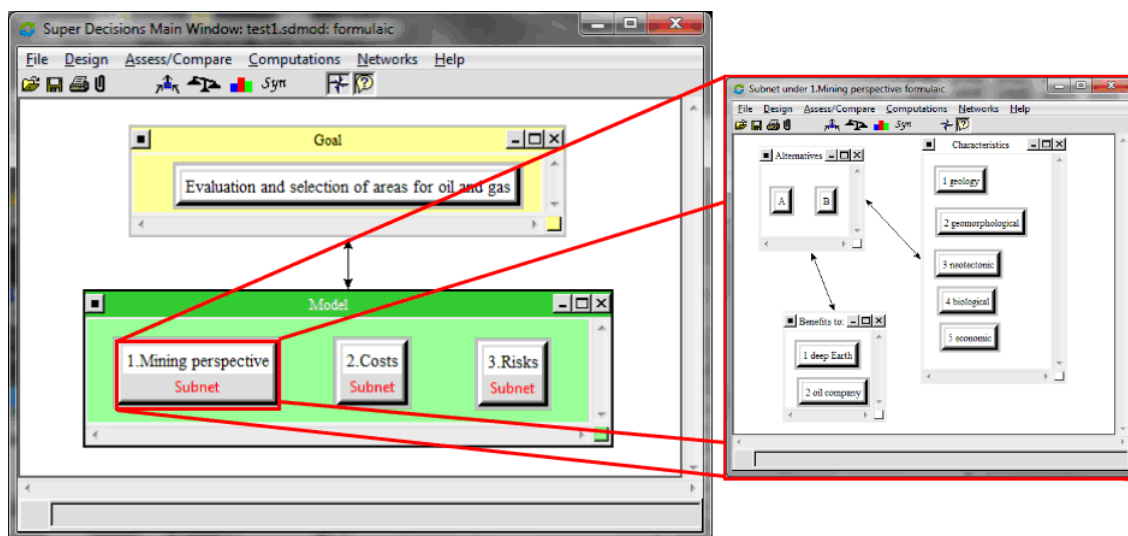 Super Decisions Main Window: test1.sdmod: formulaic
File Design Assess/Compare Computations Networks Help
Syn
Goal
Evaluation and selection of areas for oil and gas
Model
1.Mining perspective
Subnet
2.Costs
Subnet
3.Risks
Subnet
Subnet under 1.Mining perspective: formulaic
File Design Assess/Compare Computations Networks Help
Syn
Alternatives
A B
Characteristics
1 geology
2 geomorphological
3 neotectonic
4 biological
5 economic
Benefits to:
1 deep Earth
2 oil company